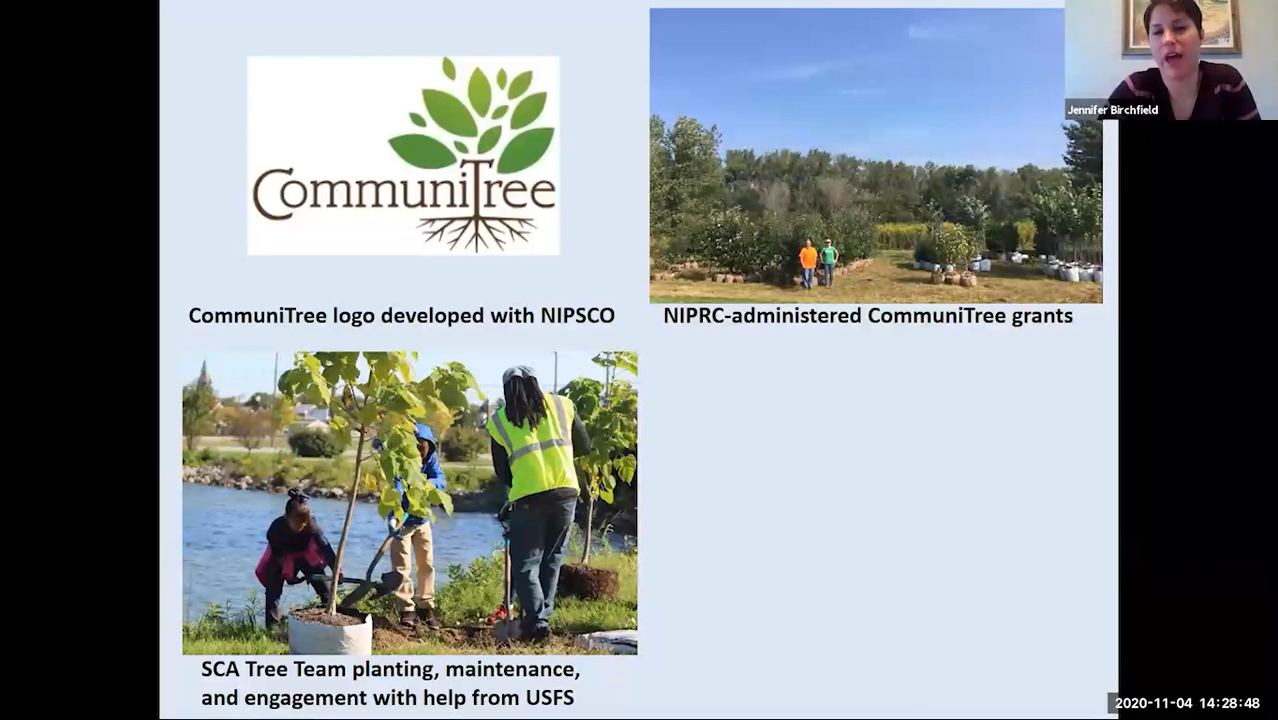 CommuniTree
Jennifer Birchfield
CommuniTree logo developed with NIPSCO
NIPRC-administered CommuniTree grants
SCA Tree Team planting, maintenance,
and engagement with help from USFS
2020-11-04 14:28:48